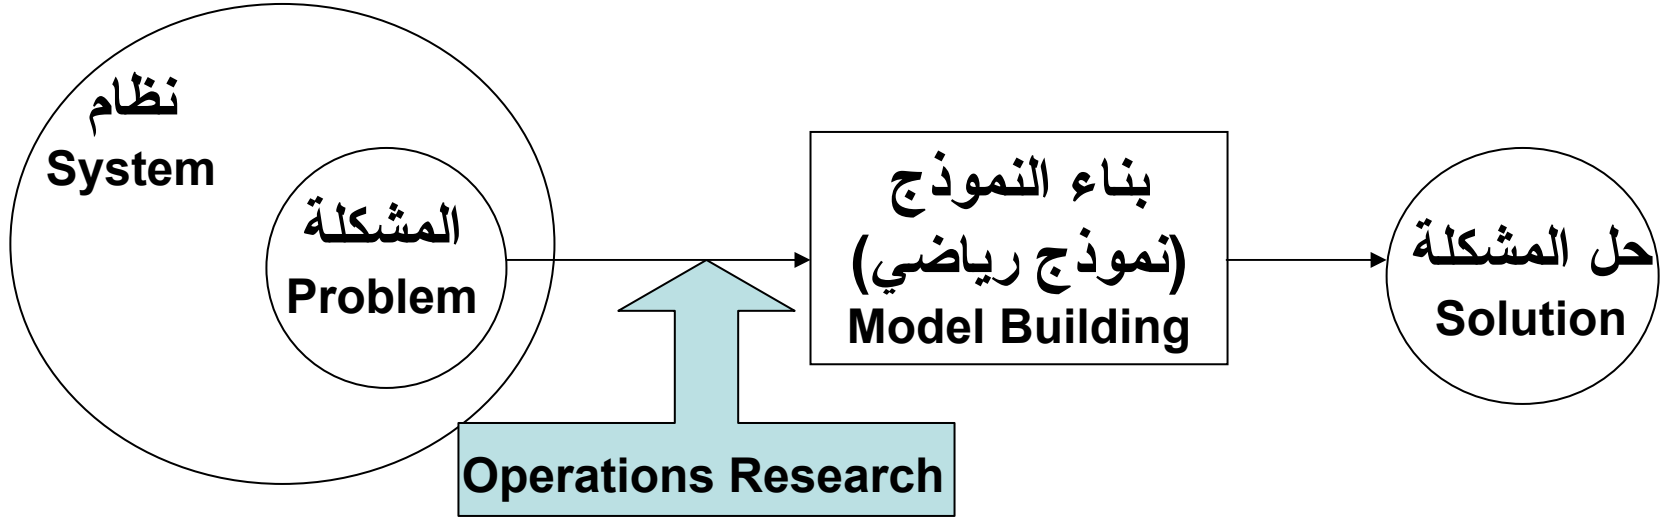 نظام
System
المشكلة
Problem
بناء النموذج
(نموذج رياضي)
Model Building
حل المشكلة
Solution
Operations Research